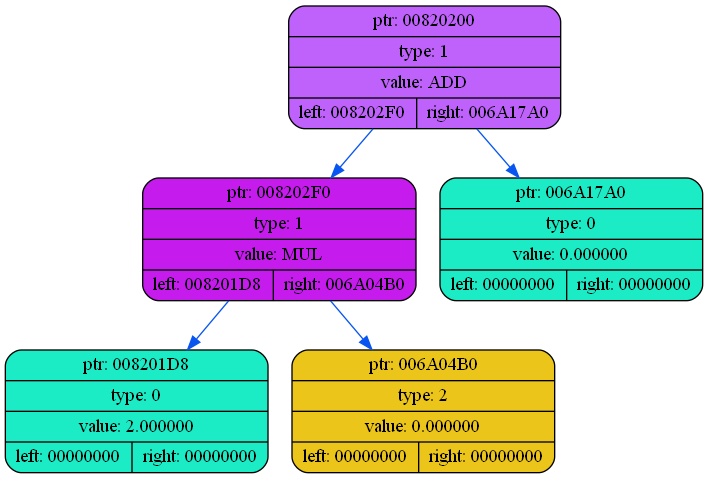 ptr: 00820200
type: 1
value: ADD
left: 008202F0 right: 006A17A0
ptr: 008202F0
type: 1
value: MUL
left: 008201D8 right: 006A04B0
ptr: 006A17A0
type: 0
value: 0.000000
left: 00000000 right: 00000000
ptr: 008201D8
type: 0
value: 2.000000
left: 00000000 right: 00000000
ptr: 006A04B0
type: 2
value: 0.000000
left: 00000000 right: 00000000